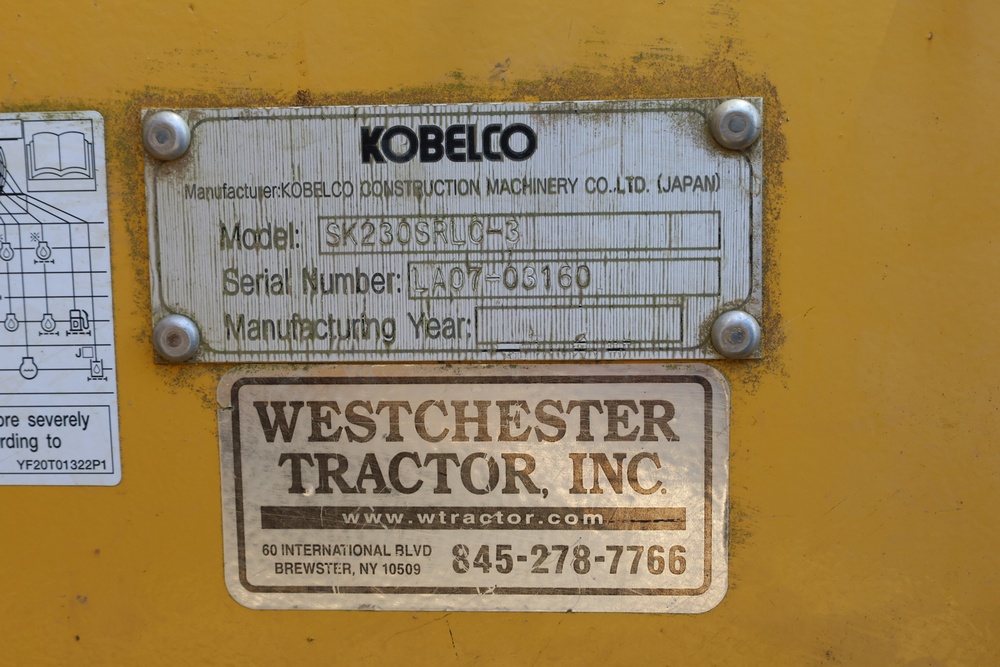 KOBELCO
Manufacturer:KOBELCO CONSTRUCTION MACHINERY CO.LTD. (JAPAN)
Model: SK230SRLC-3
Serial Number: LA07-03160
Manufacturing Year:
WESTCHESTER
TRACTOR, INC.
www.wtractor.com
60 INTERNATIONAL BLVD
BREWSTER, NY 10509
845-278-7766
J
ore severely
rding to
YF20T01322P1